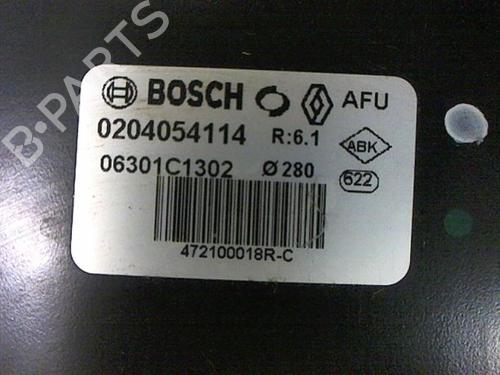 BOSCH AFU
0204054114 R:6.1
ABK
06301C1302 Ø280
622
472100018R-C
B-PARTS